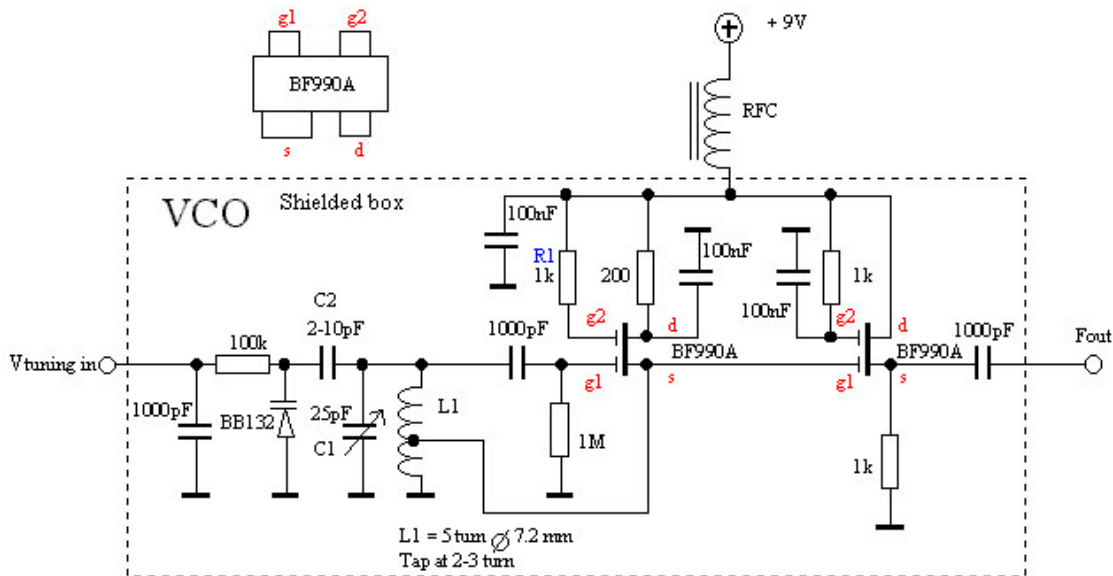 g1 g2
BF990A
s d
+ 9V
RFC
VCO
Shielded box
100nF
R1
1k
200
100nF
100nF
1k
C2
2-10pF
100k
Vtuning in
1000pF
BB132
25pF
C1
L1
1000pF
g2
d
g1
s
BF990A
1M
g2
d
g1
s
BF990A
1000pF
Fout
1k
L1 = 5 turn Ø 7.2 mm
Tap at 2-3 turn